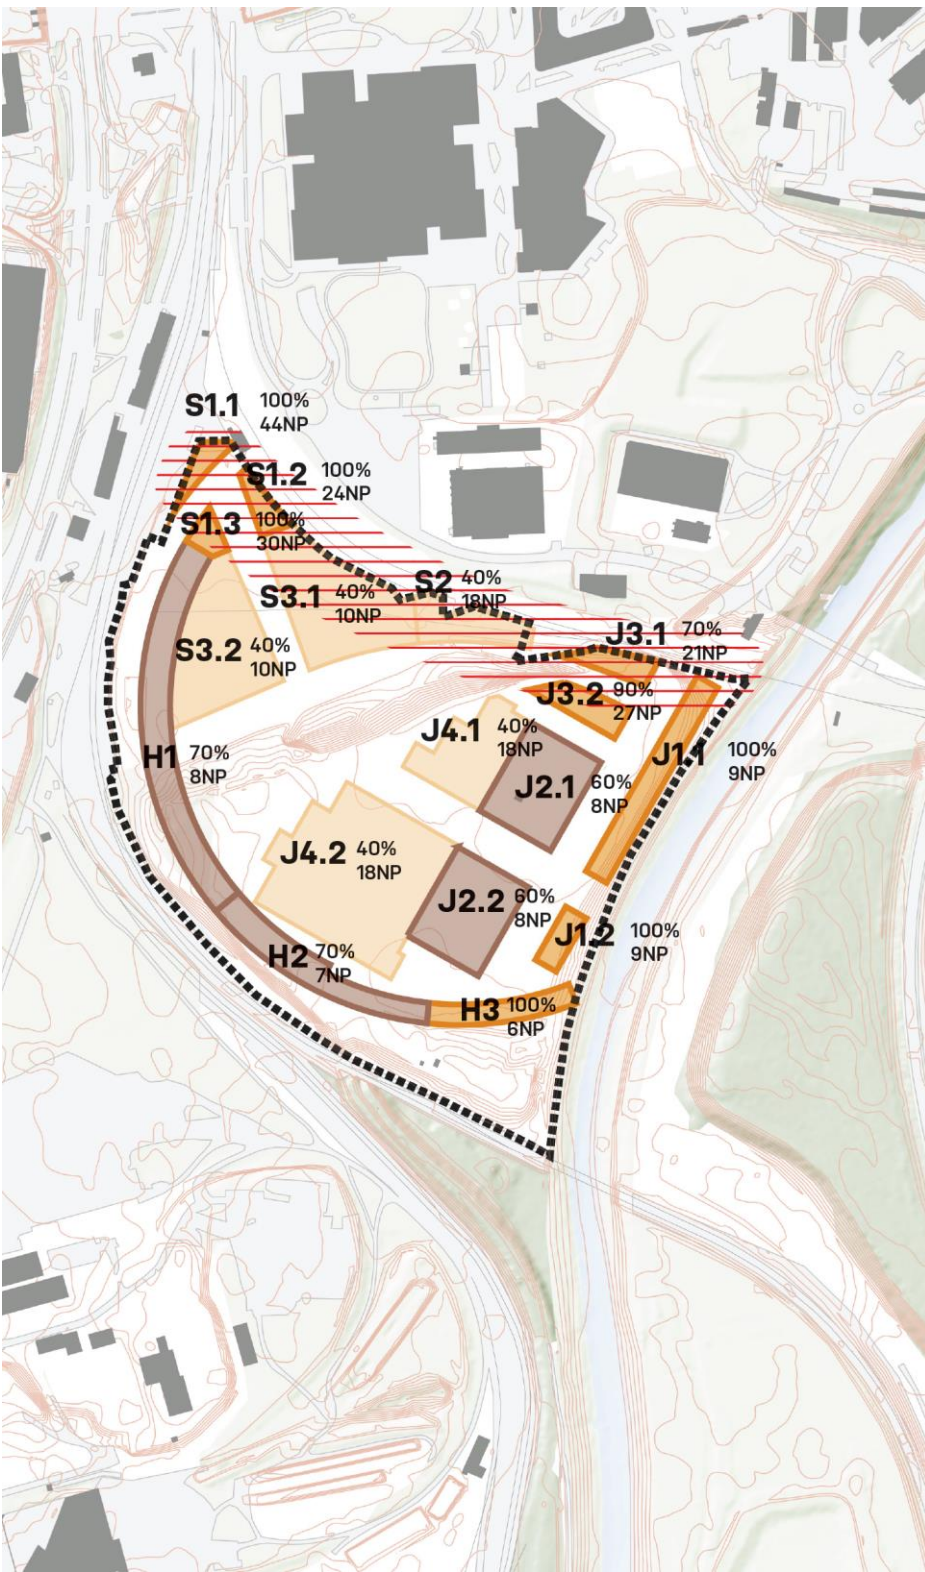 S1.1 100%
44NP
S1.2 100%
24NP
S1.3 100%
30NP
S2 40%
18NP
S3.1 40%
10NP
J3.1 70%
21NP
S3.2 40%
10NP
J3.2 90%
27NP
J4.1 40%
18NP
H1 70%
8NP
J1.1 100%
9NP
J2.1 60%
8NP
J4.2 40%
18NP
J2.2 60%
8NP
J1.2 100%
9NP
H2 70%
7NP
H3 100%
6NP